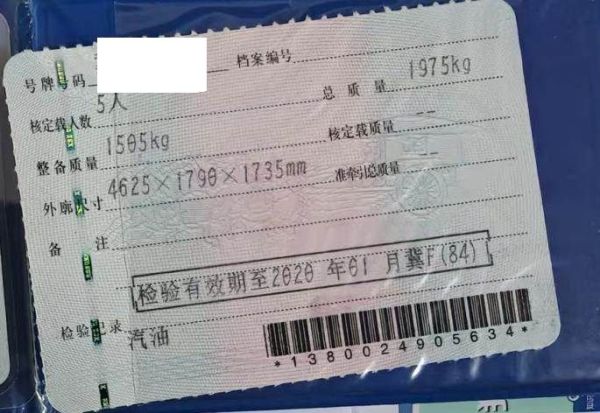 号牌号码 档案编号
核定载人数 5人 总质量 1975kg
整备质量 1505kg 核定载质量 --
外廓尺寸 4625×1790×1735mm 准牵引总质量 --
备注
检验有效期至2020年01月冀F(84)
检验记录 汽油
*1380024905634*